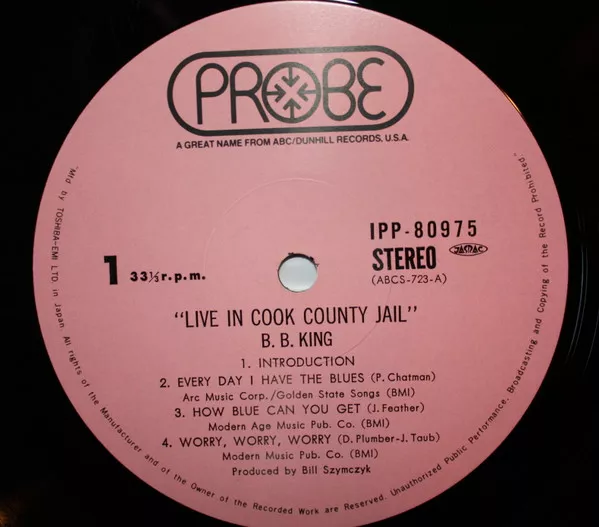 PROBE
A GREAT NAME FROM ABC/DUNHILL RECORDS, U.S.A.
IPP-80975
STEREO
JASRAC
(ABCS-723-A)
1 33⅓ r.p.m.
"LIVE IN COOK COUNTY JAIL"
B. B. KING
1. INTRODUCTION
2. EVERY DAY I HAVE THE BLUES (P. Chatman)
Arc Music Corp./Golden State Songs (BMI)
3. HOW BLUE CAN YOU GET (J. Feather)
Modern Age Music Pub. Co. (BMI)
4. WORRY, WORRY, WORRY (D. Plumber-J. Taub)
Modern Music Pub. Co. (BMI)
Produced by Bill Szymczyk
"Mfd by TOSHIBA-EMI LTD. in Japan. All rights of the Manufacturer and of the Owner of the Recorded Work are Reserved. Unauthorized Public Performance, Broadcasting and Copying of the Record Prohibited."